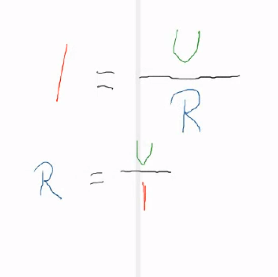 I = U / R
R = U / I